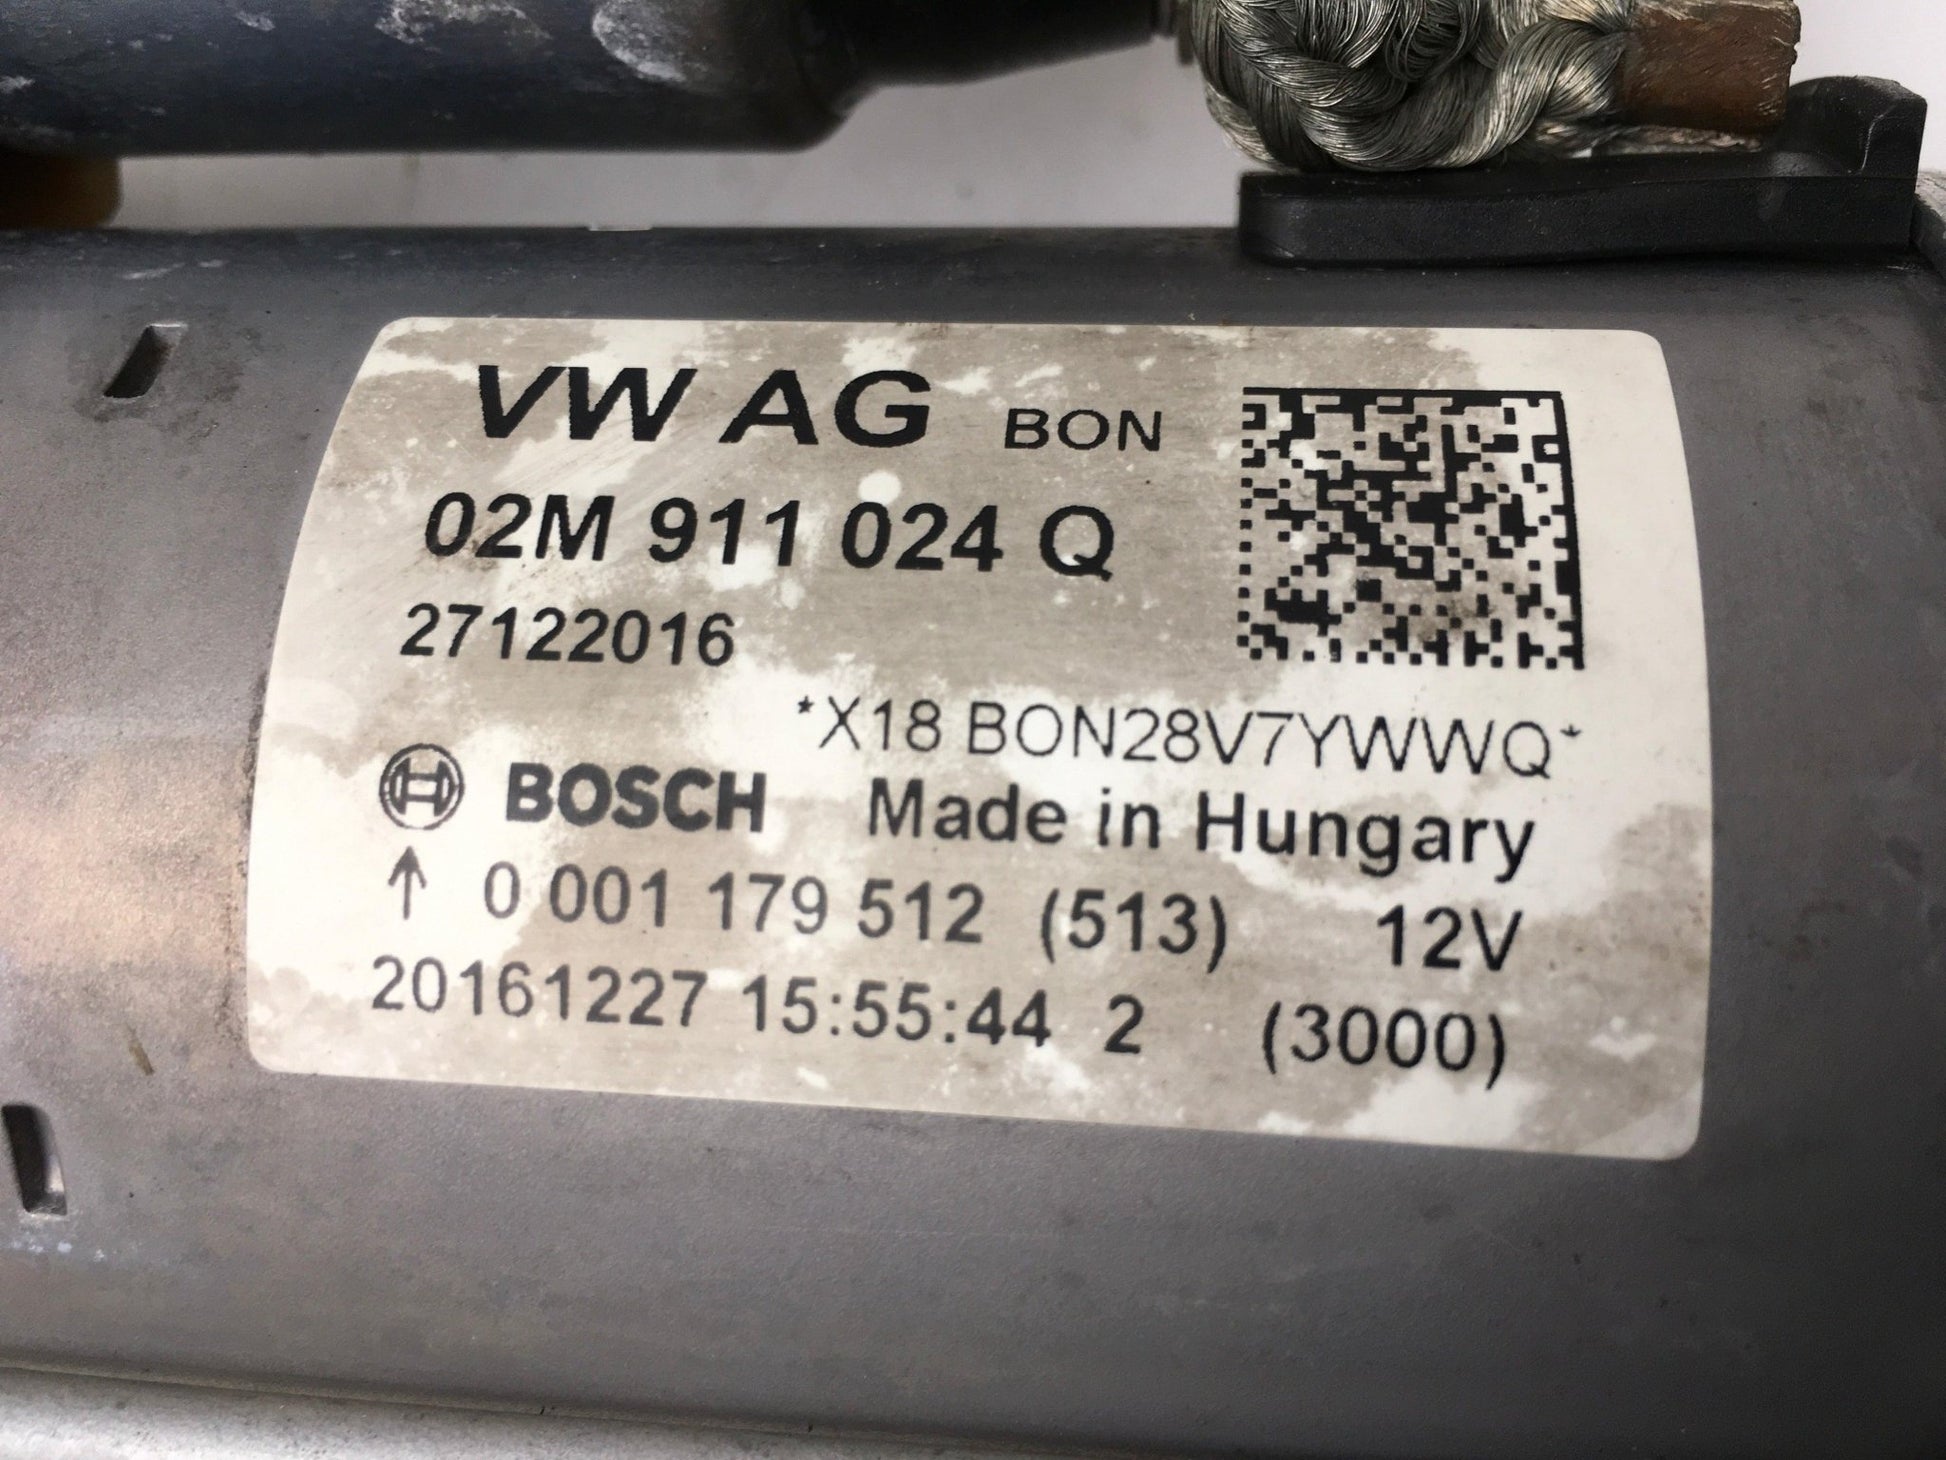 VW AG BON
02M 911 024 Q
27122016
*X18 BON28V7YWWQ*
BOSCH Made in Hungary
↑ 0 001 179 512 (513) 12V
20161227 15:55:44 2 (3000)